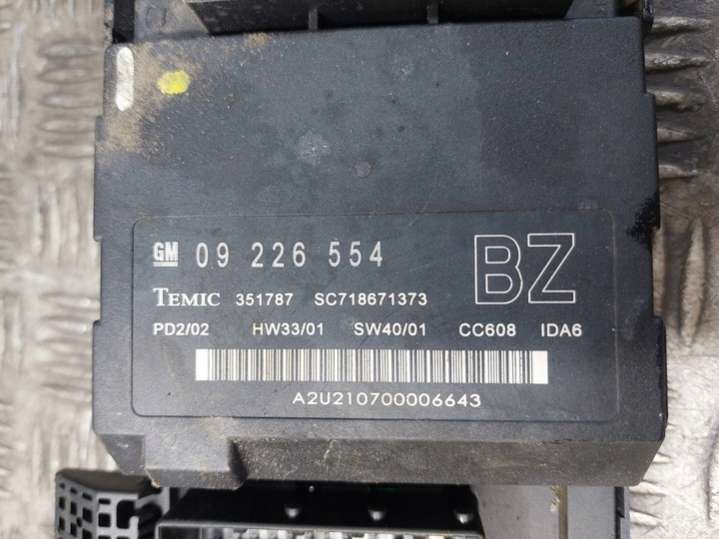 GM 09 226 554 BZ
TEMIC 351787 SC718671373
PD2/02 HW33/01 SW40/01 CC608 IDA6
A2U210700006643